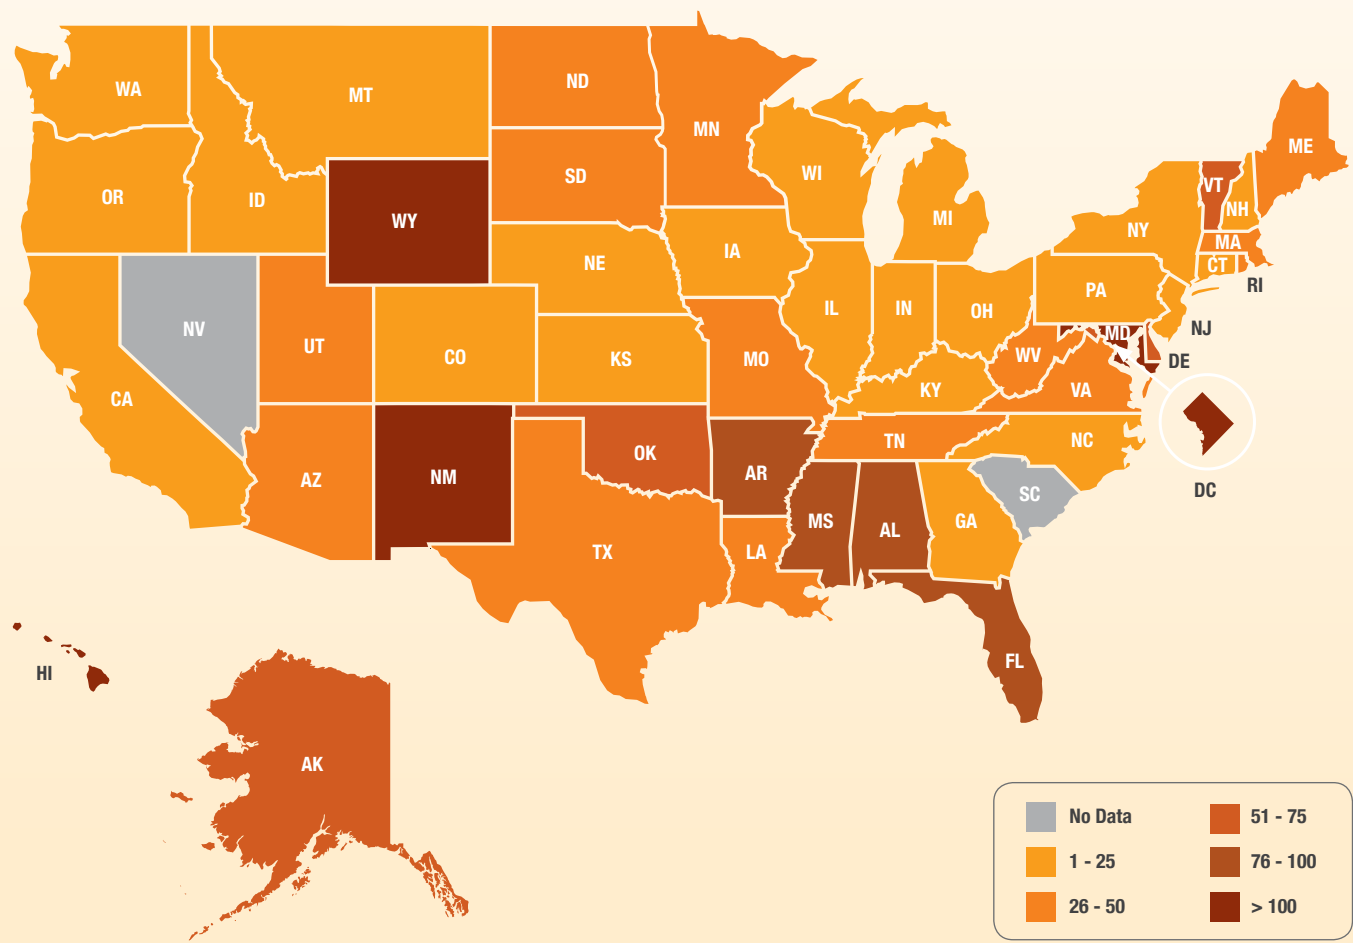 WA
MT
ND
MN
ME
OR
ID
WY
SD
WI
MI
VT
NH
NY
MA
CT
RI
NE
IA
PA
NV
UT
CO
KS
MO
IL
IN
OH
NJ
MD
DE
WV
VA
KY
CA
AZ
NM
OK
AR
TN
NC
DC
TX
LA
MS
AL
GA
SC
FL
HI
AK
No Data
1 - 25
26 - 50
51 - 75
76 - 100
> 100